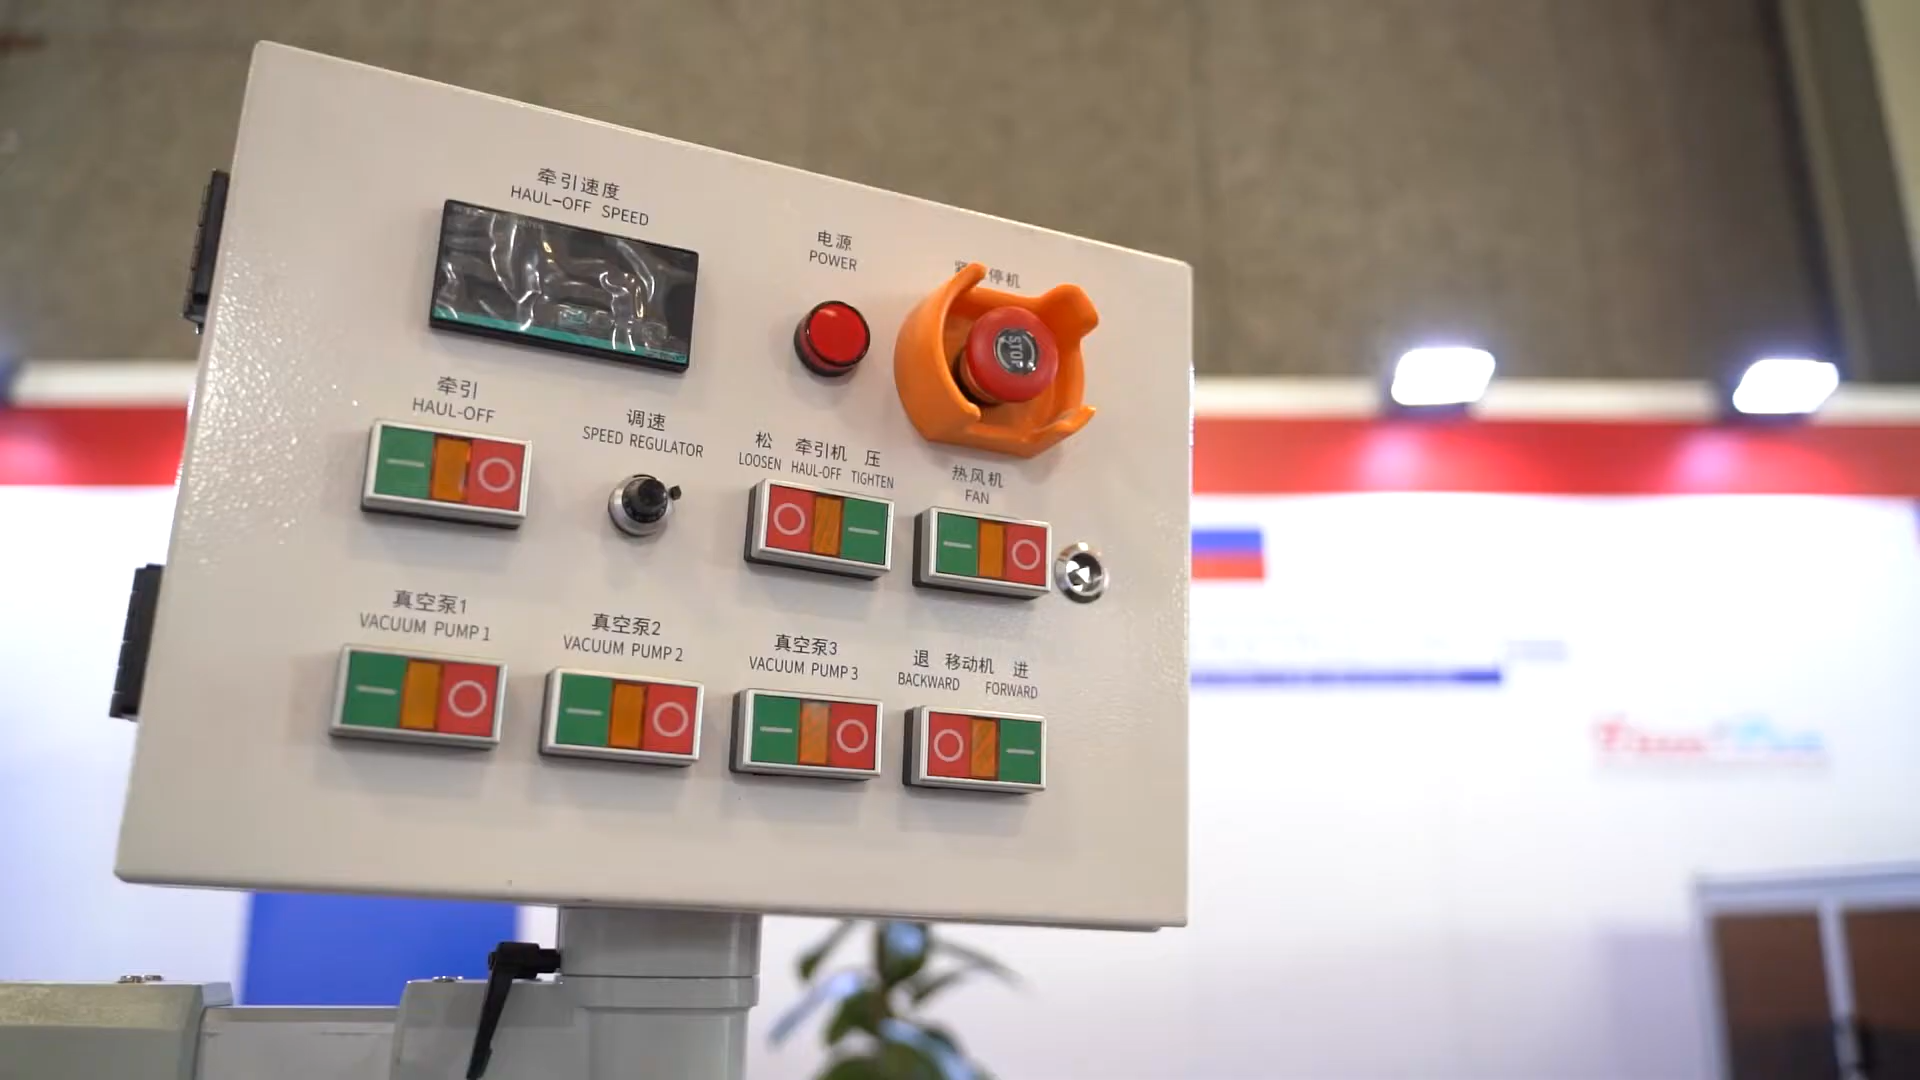 牵引速度
HAUL-OFF SPEED
电源
POWER
紧 停机
STOP
牵引
HAUL-OFF
调速
SPEED REGULATOR
松 牵引机 压
LOOSEN HAUL-OFF TIGHTEN
热风机
FAN
真空泵1
VACUUM PUMP 1
真空泵2
VACUUM PUMP 2
真空泵3
VACUUM PUMP 3
退 移动机 进
BACKWARD FORWARD